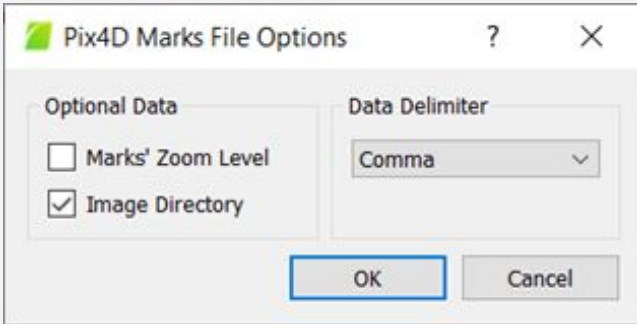 Pix4D Marks File Options
Optional Data
Marks' Zoom Level
Image Directory
Data Delimiter
Comma
OK
Cancel